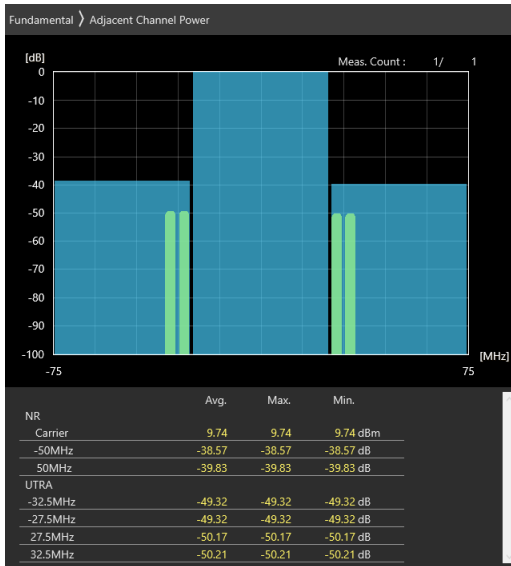 Fundamental 〉 Adjacent Channel Power
[dB]
Meas. Count : 1/ 1
0
-10
-20
-30
-40
-50
-60
-70
-80
-90
-100
[MHz]
-75 75
Avg. Max. Min.
NR
Carrier 9.74 9.74 9.74 dBm
-50MHz -38.57 -38.57 -38.57 dB
50MHz -39.83 -39.83 -39.83 dB
UTRA
-32.5MHz -49.32 -49.32 -49.32 dB
-27.5MHz -49.32 -49.32 -49.32 dB
27.5MHz -50.17 -50.17 -50.17 dB
32.5MHz -50.21 -50.21 -50.21 dB